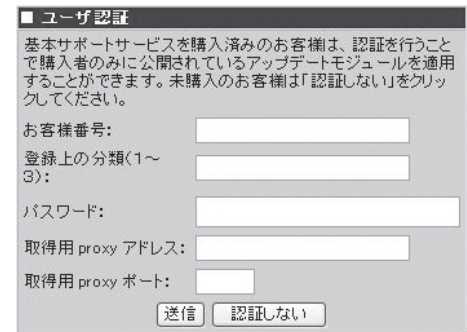 ■ ユーザ認証
基本サポートサービスを購入済みのお客様は、認証を行うこと
で購入者のみに公開されているアップデートモジュールを適用
することができます。未購入のお客様は「認証しない」をクリッ
クしてください。
お客様番号:
登録上の分類(1～
3):
パスワード:
取得用 proxy アドレス:
取得用 proxy ポート:
送信 認証しない